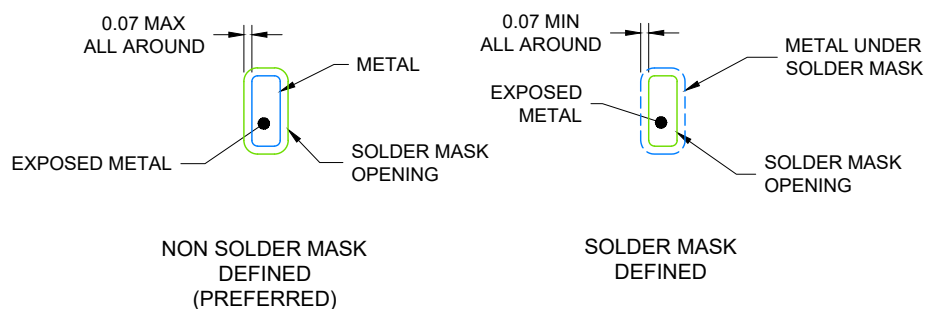 0.07 MAX
ALL AROUND
METAL
EXPOSED METAL
SOLDER MASK
OPENING
NON SOLDER MASK
DEFINED
(PREFERRED)
0.07 MIN
ALL AROUND
METAL UNDER
SOLDER MASK
EXPOSED
METAL
SOLDER MASK
OPENING
SOLDER MASK
DEFINED